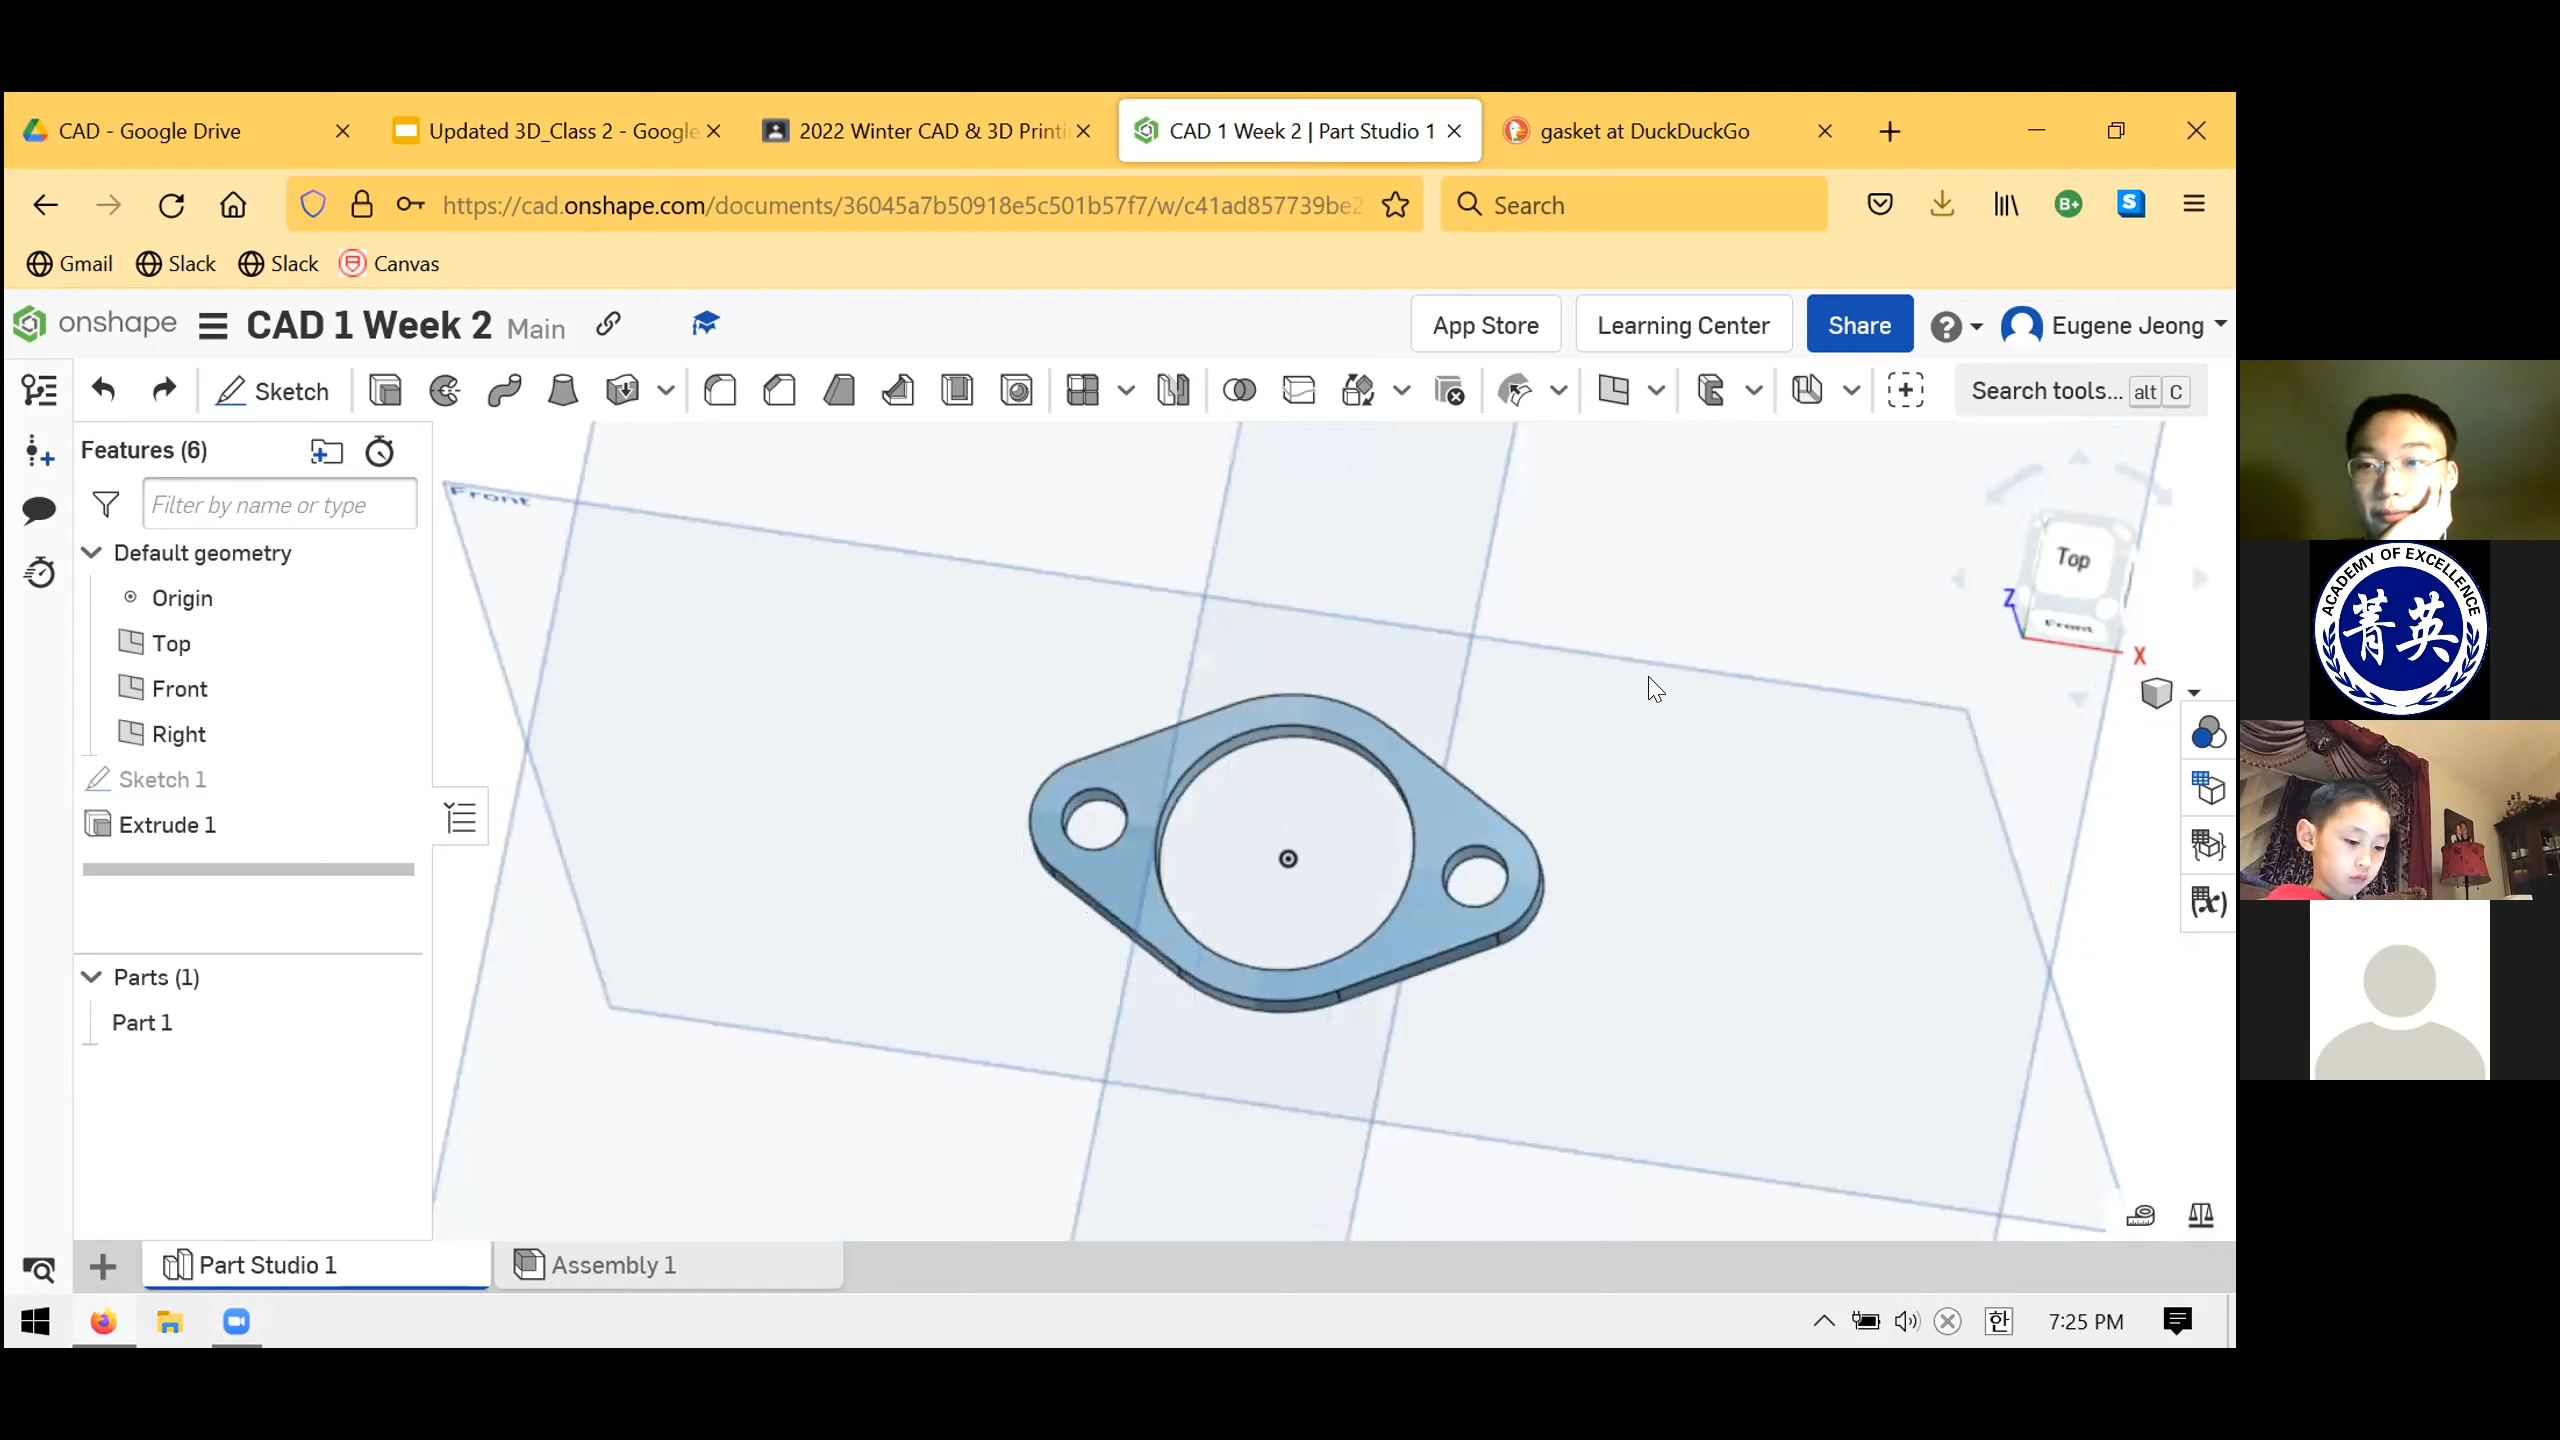 CAD - Google Drive
Updated 3D_Class 2 - Google
2022 Winter CAD & 3D Printi
CAD 1 Week 2 | Part Studio 1
gasket at DuckDuckGo
https://cad.onshape.com/documents/36045a7b50918e5c501b57f7/w/c41ad857739be2
Search
B+
S
Gmail
Slack
Slack
Canvas
onshape
CAD 1 Week 2
Main
App Store
Learning Center
Share
Eugene Jeong
Sketch
Search tools...
alt
C
Features (6)
Filter by name or type
Default geometry
Origin
Top
Front
Right
Sketch 1
Extrude 1
Parts (1)
Part 1
Front
Top
Front
Z
X
(x)
Part Studio 1
Assembly 1
한
7:25 PM
ACADEMY OF EXCELLENCE
菁英